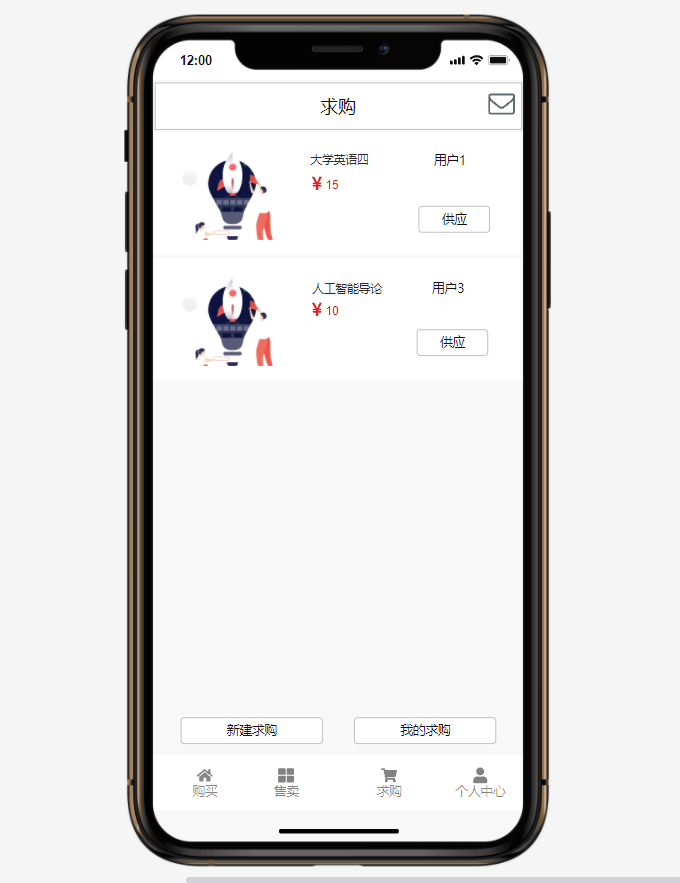 12:00
求购
大学英语四
用户1
¥ 15
供应
人工智能导论
用户3
¥ 10
供应
新建求购
我的求购
购买
售卖
求购
个人中心